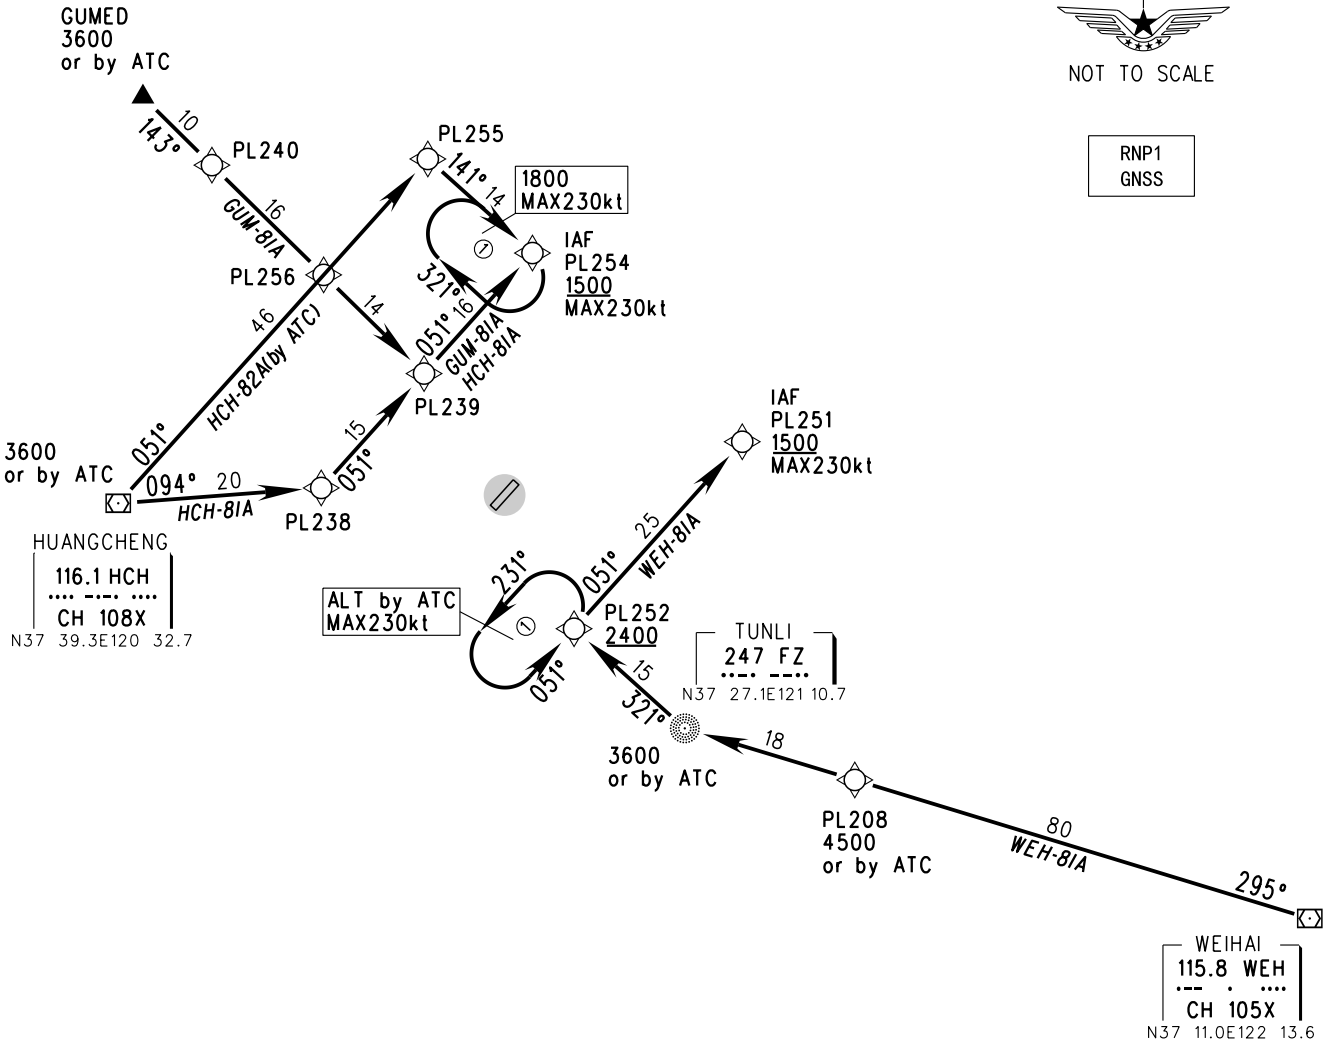 GUMED
3600
or by ATC
NOT TO SCALE
RNP1
GNSS
10
143°
PL240
PL255
141°
14
1800
MAX230kt
16
GUM-81A
IAF
PL254
1500
MAX230kt
1
PL256
321°
14
46
HCH-82A(by ATC)
051°
16
GUM-81A
HCH-81A
PL239
IAF
PL251
1500
MAX230kt
3600
or by ATC
051°
15
051°
094°
20
HCH-81A
PL238
HUANGCHENG
116.1 HCH
CH 108X
N37 39.3E120 32.7
25
WEH-81A
051°
231°
ALT by ATC
MAX230kt
1
PL252
2400
051°
15
321°
TUNLI
247 FZ
N37 27.1E121 10.7
3600
or by ATC
18
PL208
4500
or by ATC
80
WEH-81A
295°
WEIHAI
115.8 WEH
CH 105X
N37 11.0E122 13.6